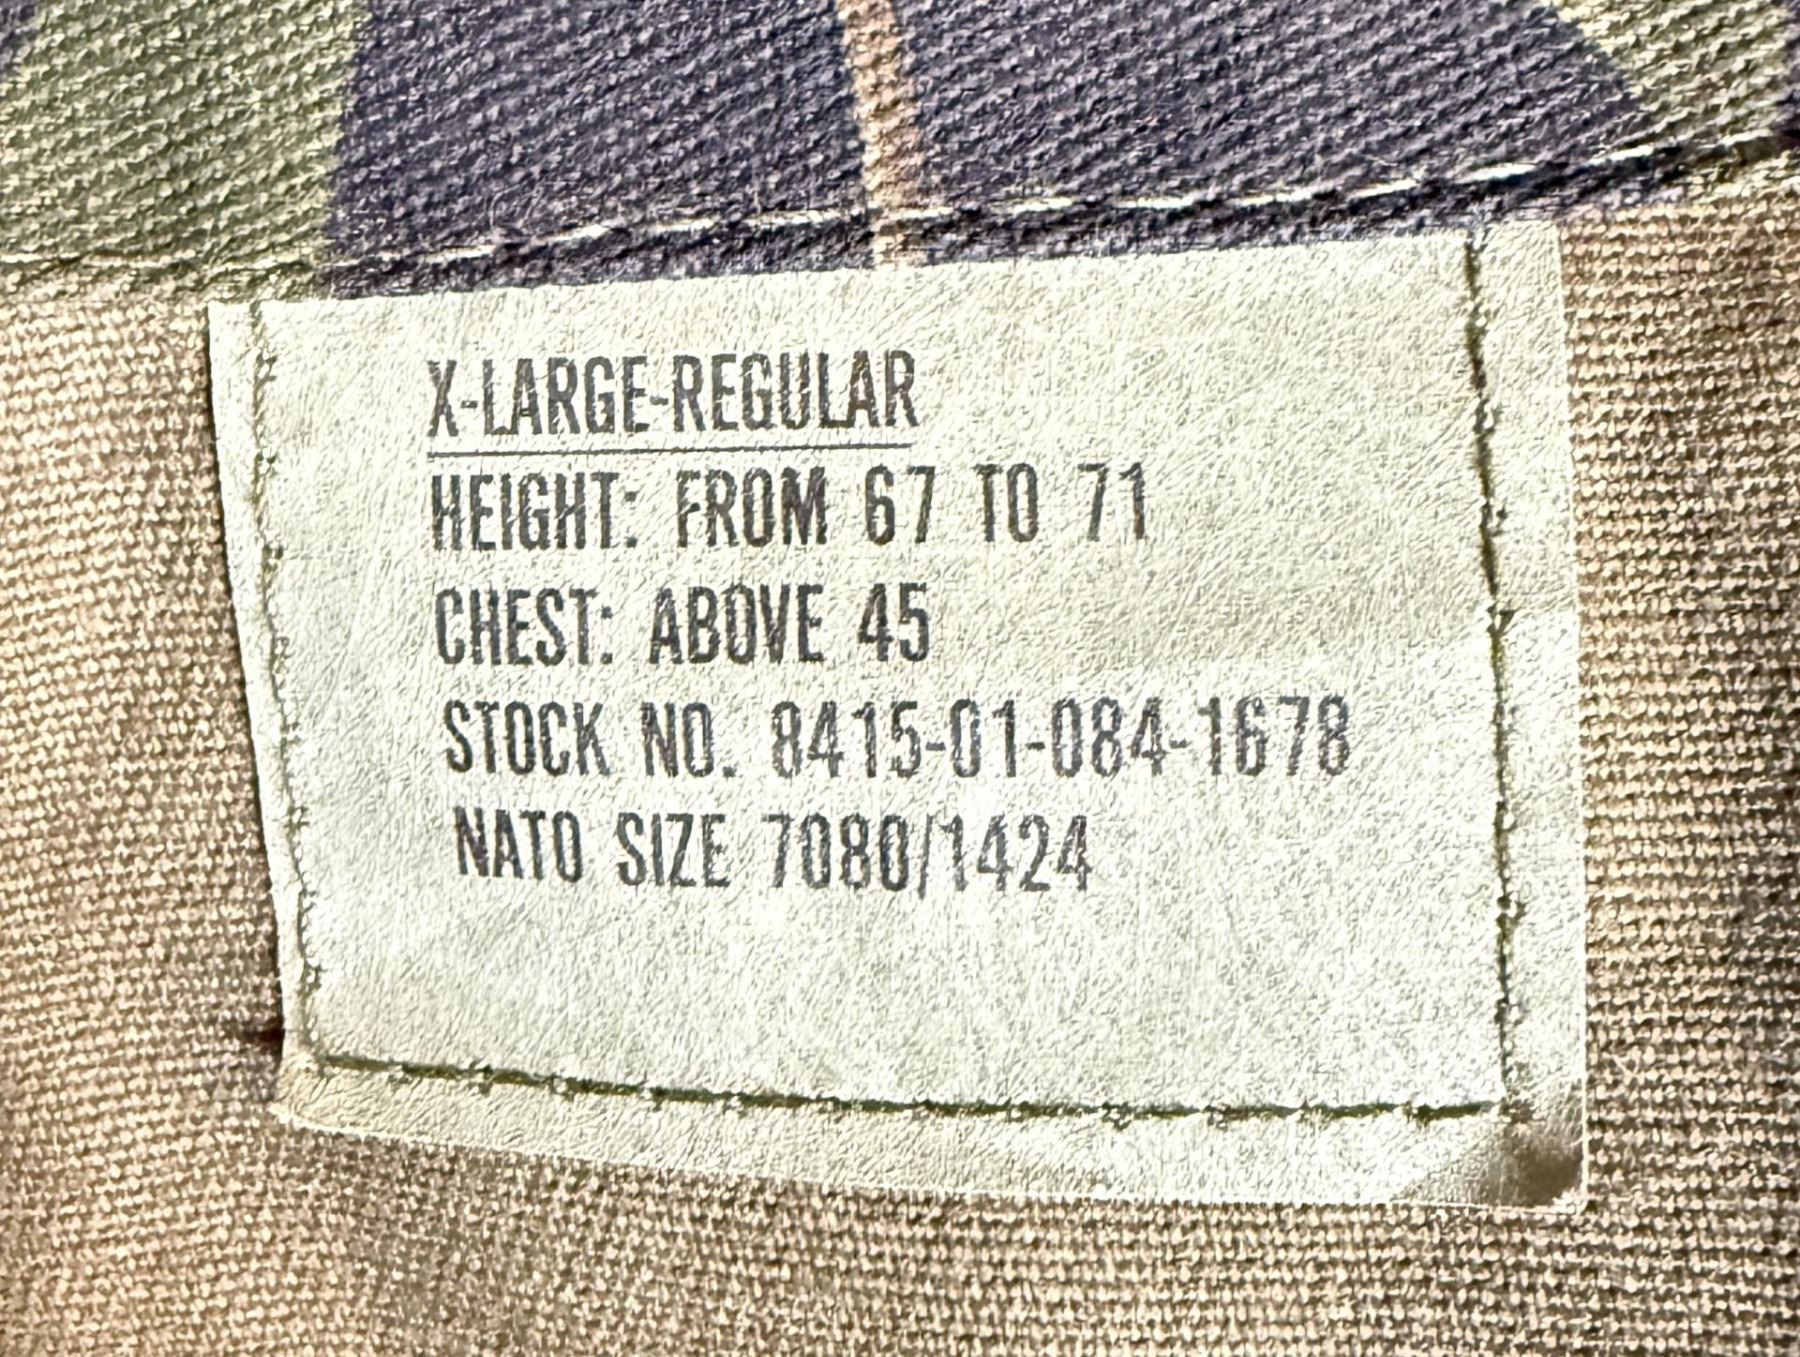 X-LARGE-REGULAR
HEIGHT: FROM 67 TO 71
CHEST: ABOVE 45
STOCK NO. 8415-01-084-1678
NATO SIZE 7080/1424